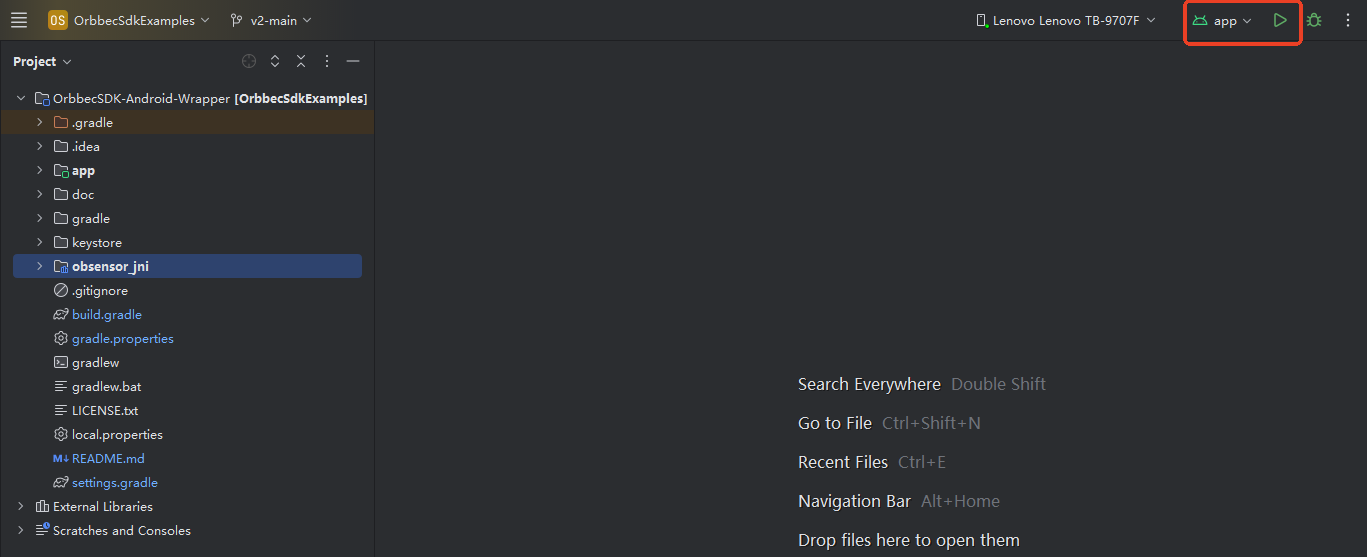 OS OrbbecSdkExamples v2-main Lenovo Lenovo TB-9707F app
Project
OrbbecSDK-Android-Wrapper [OrbbecSdkExamples]
.gradle
.idea
app
doc
gradle
keystore
obsensor_jni
.gitignore
build.gradle
gradle.properties
gradlew
gradlew.bat
LICENSE.txt
local.properties
M↓ README.md
settings.gradle
External Libraries
Scratches and Consoles
Search Everywhere Double Shift
Go to File Ctrl+Shift+N
Recent Files Ctrl+E
Navigation Bar Alt+Home
Drop files here to open them